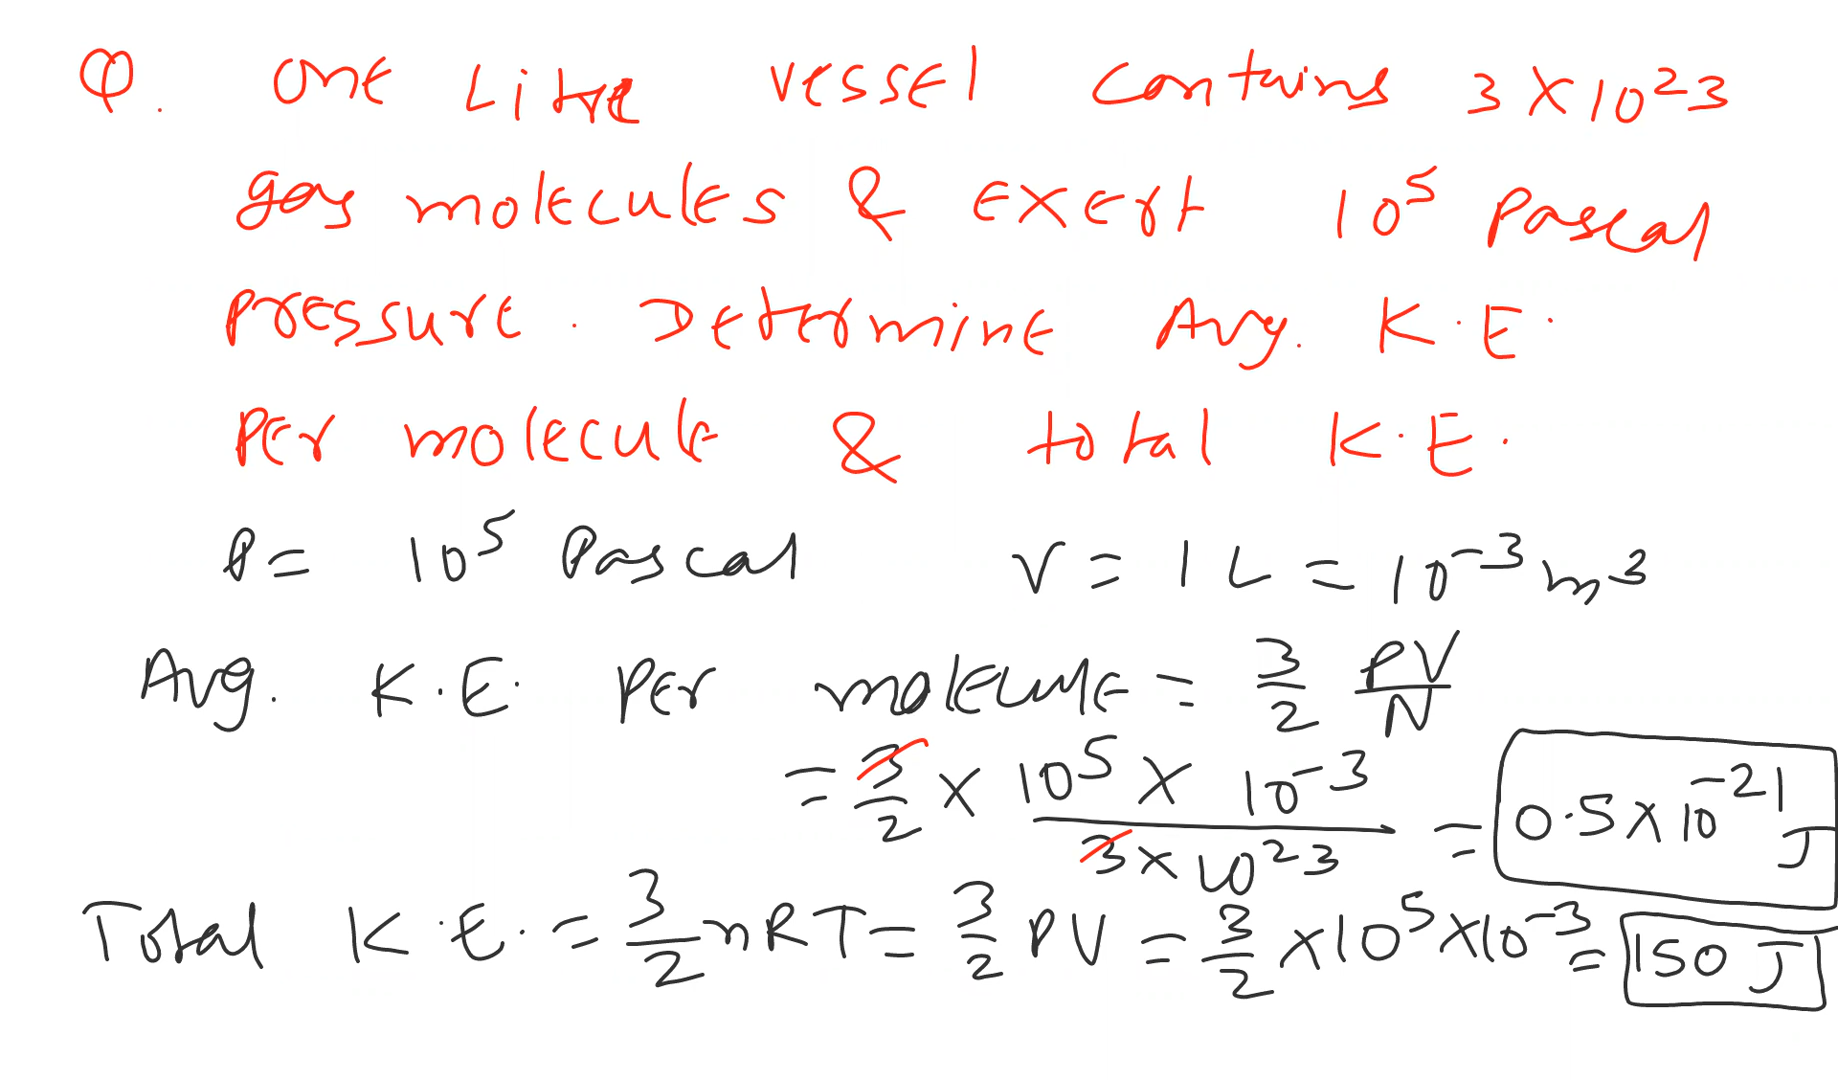 Q. One Litre vessel contains 3 X 10²³
gas molecules & exert 10⁵ Pascal
pressure. Determine Avg. K.E.
per molecule & total K.E.
P = 10⁵ Pascal V = 1 L = 10⁻³ m³
Avg. K.E. per molecule = 3/2 PV/N
= 3/2 x (10⁵ x 10⁻³)/(3 x 10²³) = 0.5 x 10⁻²¹ J
Total K.E. = 3/2 nRT = 3/2 PV = 3/2 x 10⁵ x 10⁻³ = 150 J